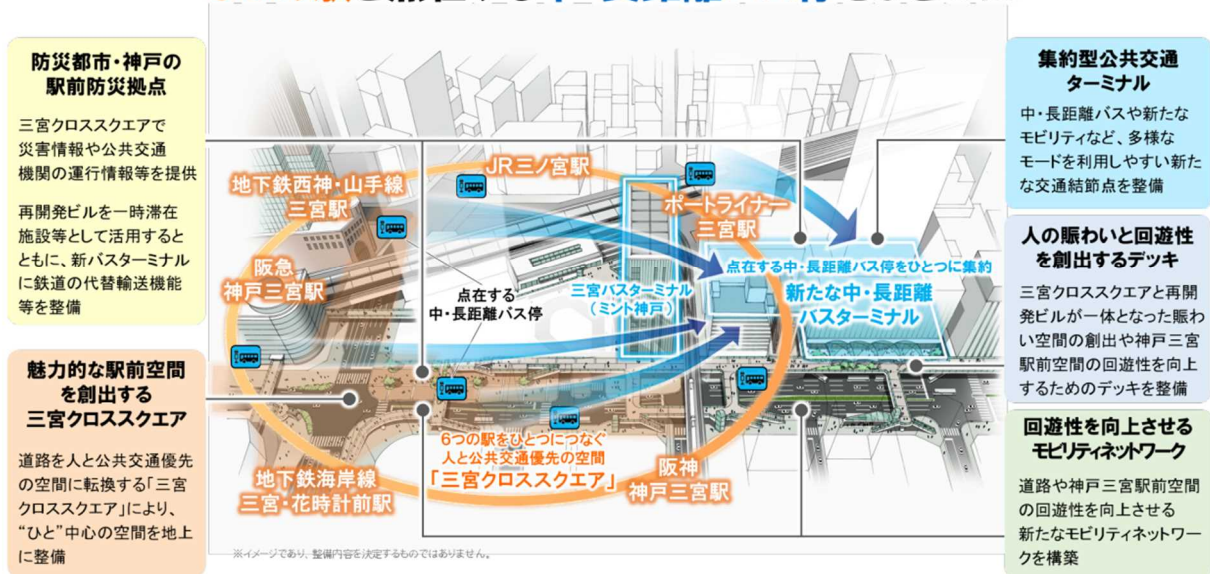 防災都市・神戸の
駅前防災拠点
三宮クロススクエアで
災害情報や公共交通
機関の運行情報等を提供
再開発ビルを一時滞在
施設等として活用すると
ともに、新バスターミナル
に鉄道の代替輸送機能
等を整備
魅力的な駅前空間
を創出する
三宮クロススクエア
道路を人と公共交通優先
の空間に転換する「三宮
クロススクエア」により、
“ひと”中心の空間を地上
に整備
JR三ノ宮駅
地下鉄西神・山手線
三宮駅
ポートライナー
三宮駅
阪急
神戸三宮駅
点在する
中・長距離バス停
三宮バスターミナル
（ミント神戸）
点在する中・長距離バス停をひとつに集約
新たな中・長距離
バスターミナル
6つの駅をひとつにつなぐ
人と公共交通優先の空間
「三宮クロススクエア」
地下鉄海岸線
三宮・花時計前駅
阪神
神戸三宮駅
※イメージであり、整備内容を決定するものではありません。
集約型公共交通
ターミナル
中・長距離バスや新たな
モビリティなど、多様な
モードを利用しやすい新た
な交通結節点を整備
人の賑わいと回遊性
を創出するデッキ
三宮クロススクエアと再開
発ビルが一体となった賑わ
い空間の創出や神戸三宮
駅前空間の回遊性を向上
するためのデッキを整備
回遊性を向上させる
モビリティネットワーク
道路や神戸三宮駅前空間
の回遊性を向上させる
新たなモビリティネットワー
クを構築